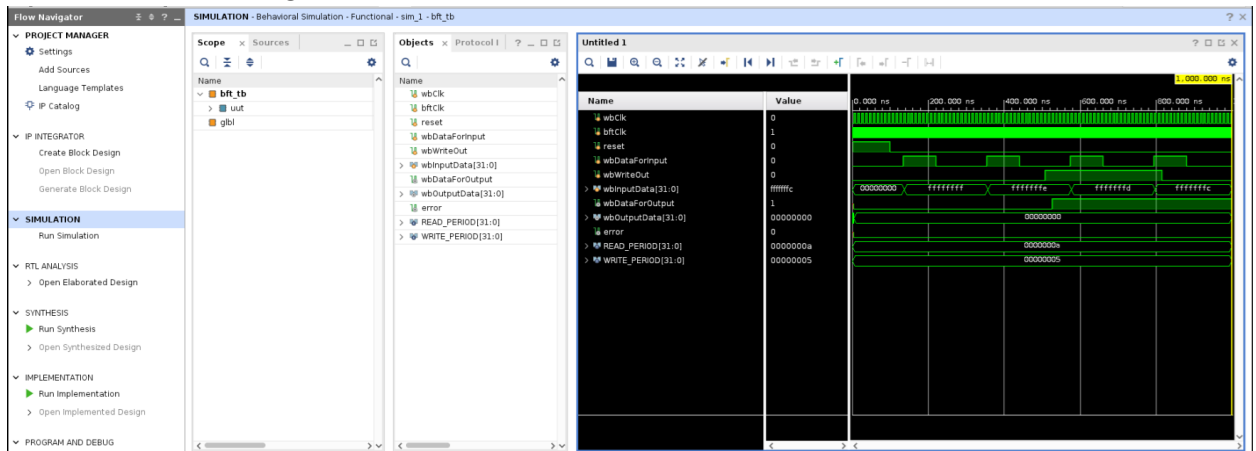 Flow Navigator
PROJECT MANAGER
Settings
Add Sources
Language Templates
IP Catalog
IP INTEGRATOR
Create Block Design
Open Block Design
Generate Block Design
SIMULATION
Run Simulation
RTL ANALYSIS
Open Elaborated Design
SYNTHESIS
Run Synthesis
Open Synthesized Design
IMPLEMENTATION
Run Implementation
Open Implemented Design
PROGRAM AND DEBUG
SIMULATION - Behavioral Simulation - Functional - sim_1 - bft_tb
Scope Sources
Name
bft_tb
uut
glbl
Objects Protocol I
Name
wbClk
bftClk
reset
wbDataForInput
wbWriteOut
wbInputData[31:0]
wbDataForOutput
wbOutputData[31:0]
error
READ_PERIOD[31:0]
WRITE_PERIOD[31:0]
Untitled 1
1,000.000 ns
Name Value 0.000 ns 200.000 ns 400.000 ns 600.000 ns 800.000 ns
wbClk 0
bftClk 1
reset 0
wbDataForInput 0
wbWriteOut 0
wbInputData[31:0] fffffffc 00000000 ffffffff fffffffe fffffffd fffffffc
wbDataForOutput 1
wbOutputData[31:0] 00000000 00000000
error 0
READ_PERIOD[31:0] 0000000a 0000000a
WRITE_PERIOD[31:0] 00000005 00000005